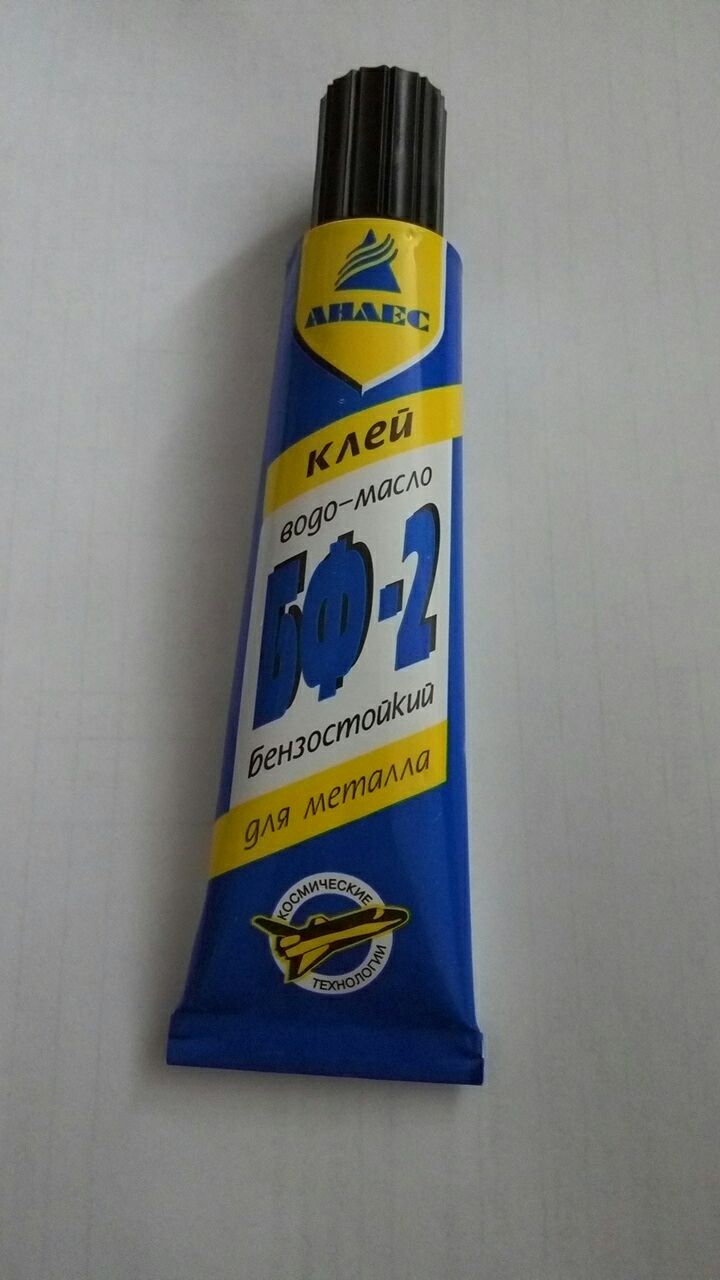 АНЛЕС
клей
водо-масло
БФ-2
бензостойкий
для металла
КОСМИЧЕСКИЕ
ТЕХНОЛОГИИ